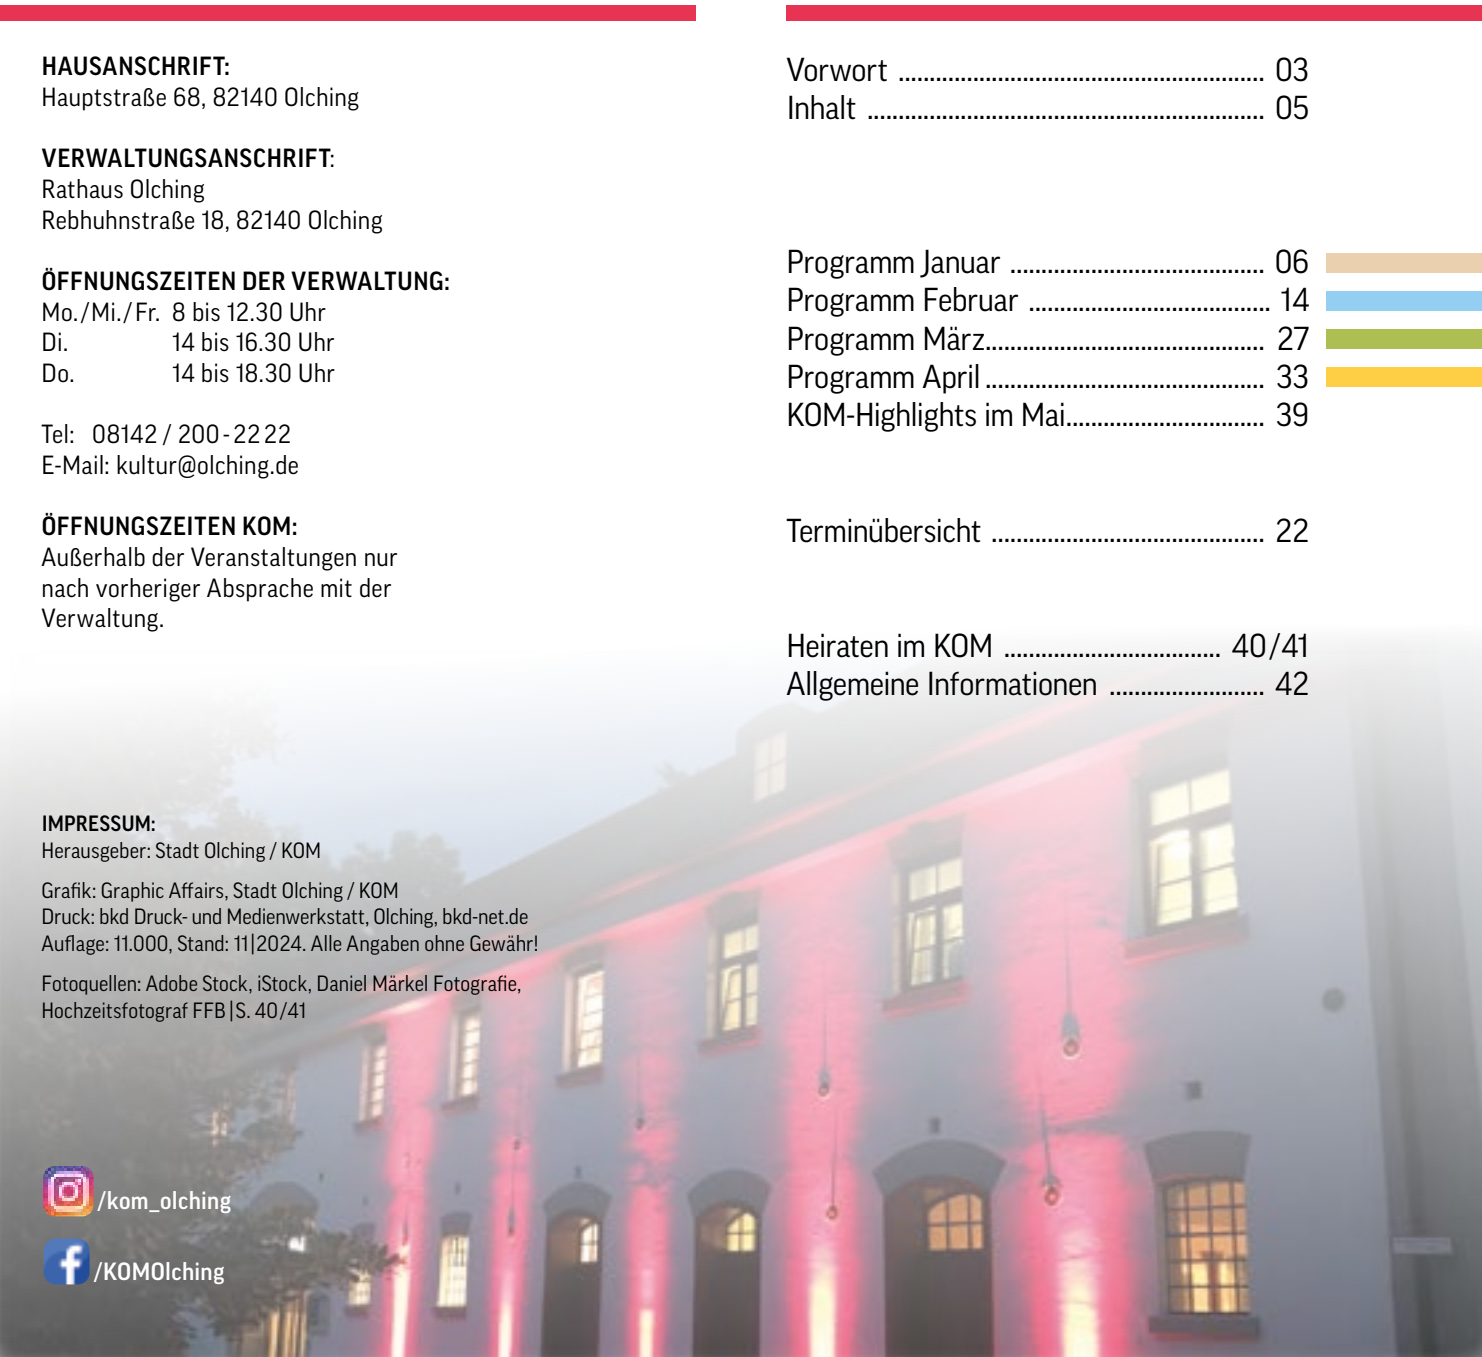 HAUSANSCHRIFT:
Hauptstraße 68, 82140 Olching
VERWALTUNGSANSCHRIFT:
Rathaus Olching
Rebhuhnstraße 18, 82140 Olching
ÖFFNUNGSZEITEN DER VERWALTUNG:
Mo./Mi./Fr. 8 bis 12.30 Uhr
Di. 14 bis 16.30 Uhr
Do. 14 bis 18.30 Uhr
Tel: 08142 / 200-22 22
E-Mail: kultur@olching.de
ÖFFNUNGSZEITEN KOM:
Außerhalb der Veranstaltungen nur
nach vorheriger Absprache mit der
Verwaltung.
IMPRESSUM:
Herausgeber: Stadt Olching / KOM
Grafik: Graphic Affairs, Stadt Olching / KOM
Druck: bkd Druck- und Medienwerkstatt, Olching, bkd-net.de
Auflage: 11.000, Stand: 11|2024. Alle Angaben ohne Gewähr!
Fotoquellen: Adobe Stock, iStock, Daniel Märkel Fotografie,
Hochzeitsfotograf FFB|S. 40/41
/kom_olching
/KOMOlching
Vorwort ........................................................... 03
Inhalt ................................................................ 05
Programm Januar ......................................... 06
Programm Februar ....................................... 14
Programm März............................................. 27
Programm April ............................................. 33
KOM-Highlights im Mai................................ 39
Terminübersicht ............................................ 22
Heiraten im KOM ................................... 40/41
Allgemeine Informationen ......................... 42